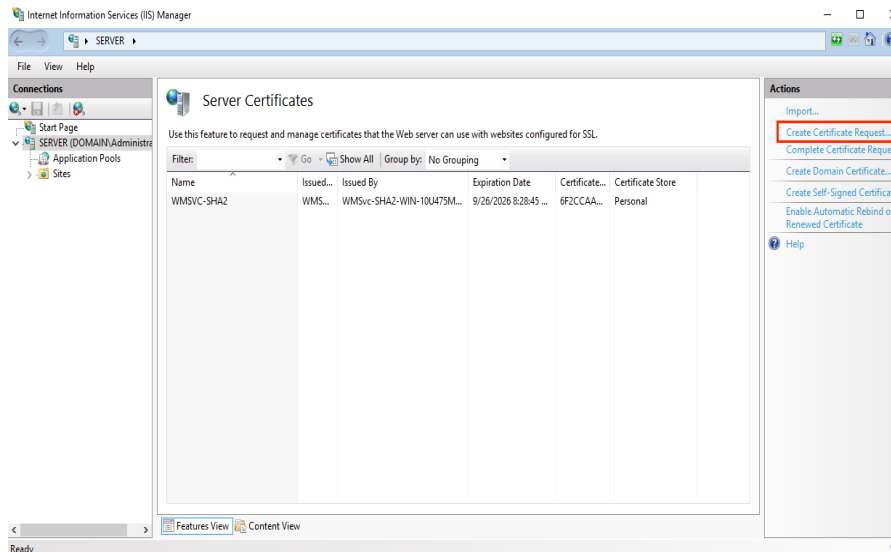 Internet Information Services (IIS) Manager
SERVER
File View Help
Connections
Start Page
SERVER (DOMAIN\Administra
Application Pools
Sites
Server Certificates
Use this feature to request and manage certificates that the Web server can use with websites configured for SSL.
Filter: Go Show All Group by: No Grouping
Name Issued... Issued By Expiration Date Certificate... Certificate Store
WMSVC-SHA2 WMS... WMSvc-SHA2-WIN-10U475M... 9/26/2026 8:28:45 ... 6F2CCAA... Personal
Features View Content View
Actions
Import...
Create Certificate Request...
Complete Certificate Reque
Create Domain Certificate...
Create Self-Signed Certifica
Enable Automatic Rebind o
Renewed Certificate
Help
Ready